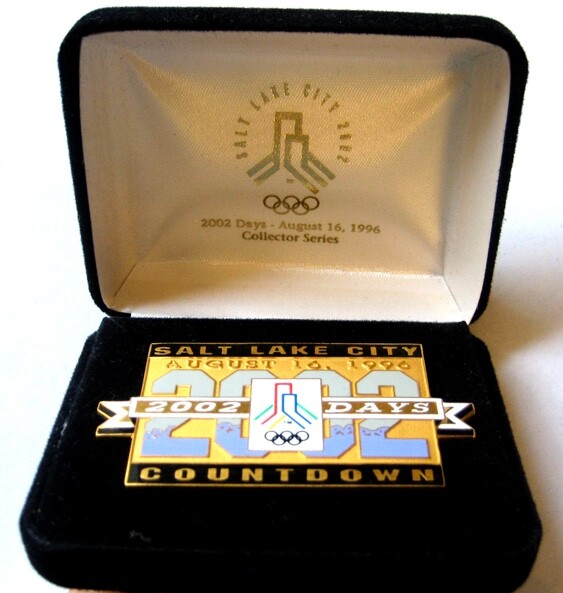 SALT LAKE CITY 2002
2002 Days - August 16, 1996
Collector Series
SALT LAKE CITY
AUGUST 16, 1996
2002
2002 DAYS
COUNTDOWN